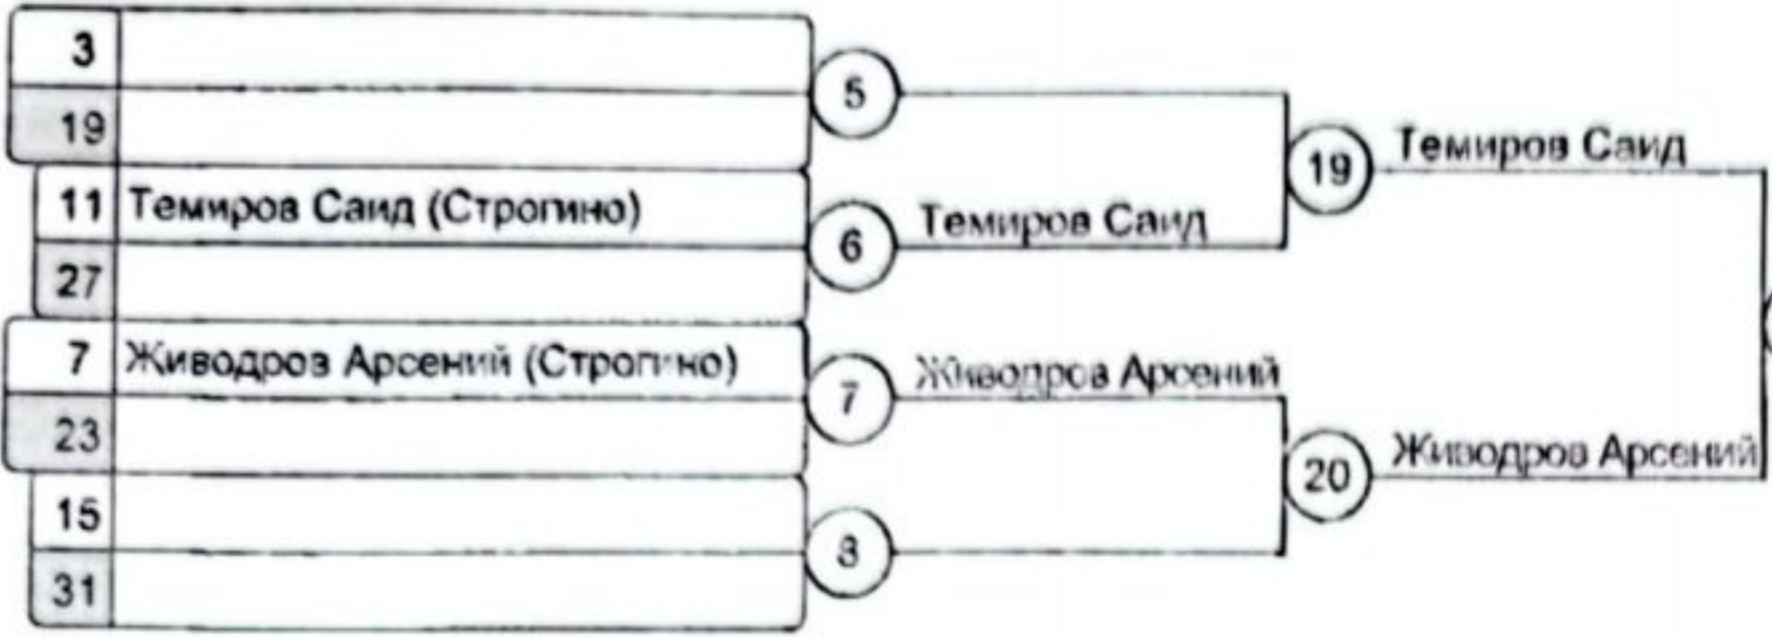 3
5
19
19 Темиров Саид
11 Темиров Саид (Строгино)
6 Темиров Саид
27
7 Живодров Арсений (Строгино)
7 Живодров Арсений
23
20 Живодров Арсений
15
8
31